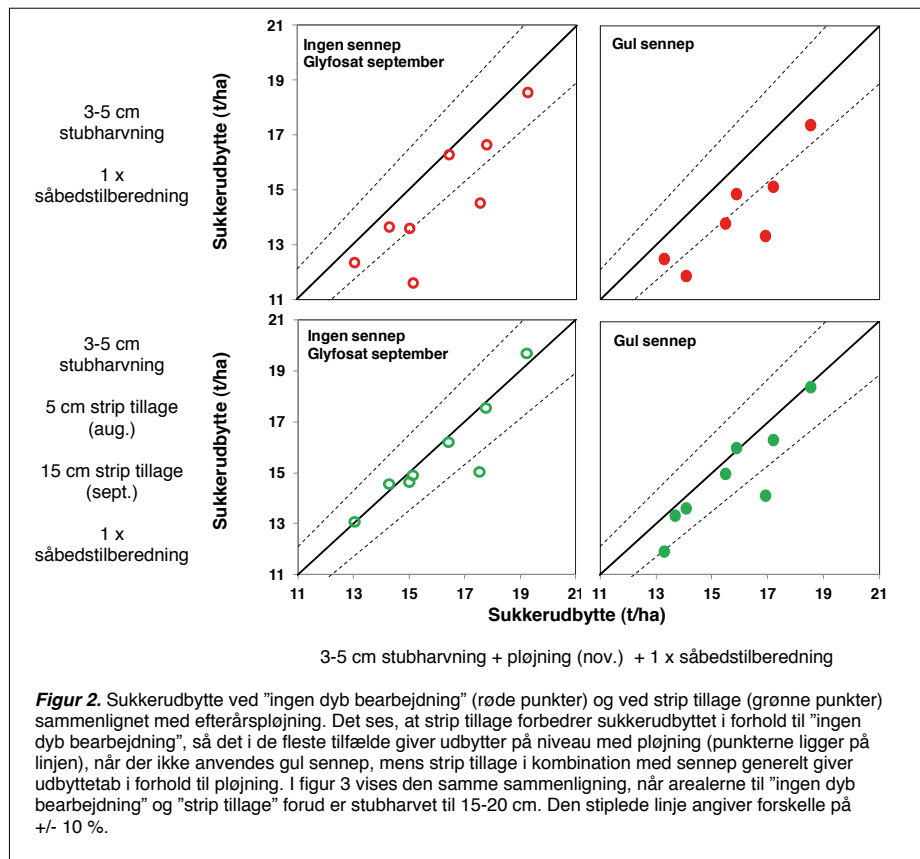 21
19
17
15
13
11
Sukkerudbytte (t/ha)
3-5 cm
stubharvning
1 x
såbedstilberedning
Ingen sennep
Glyfosat september
Gul sennep
21
19
17
15
13
11
Sukkerudbytte (t/ha)
3-5 cm
stubharvning
5 cm strip tillage
(aug.)
15 cm strip tillage
(sept.)
1 x
såbedstilberedning
Ingen sennep
Glyfosat september
Gul sennep
11 13 15 17 19 21 11 13 15 17 19 21
Sukkerudbytte (t/ha)
3-5 cm stubharvning + pløjning (nov.) + 1 x såbedstilberedning
Figur 2. Sukkerudbytte ved ”ingen dyb bearbejdning” (røde punkter) og ved strip tillage (grønne punkter)
sammenlignet med efterårspløjning. Det ses, at strip tillage forbedrer sukkerudbyttet i forhold til ”ingen
dyb bearbejdning”, så det i de fleste tilfælde giver udbytter på niveau med pløjning (punkterne ligger på
linjen), når der ikke anvendes gul sennep, mens strip tillage i kombination med sennep generelt giver
udbyttetab i forhold til pløjning. I figur 3 vises den samme sammenligning, når arealerne til ”ingen dyb
bearbejdning” og ”strip tillage” forud er stubharvet til 15-20 cm. Den stiplede linje angiver forskelle på
+/- 10 %.